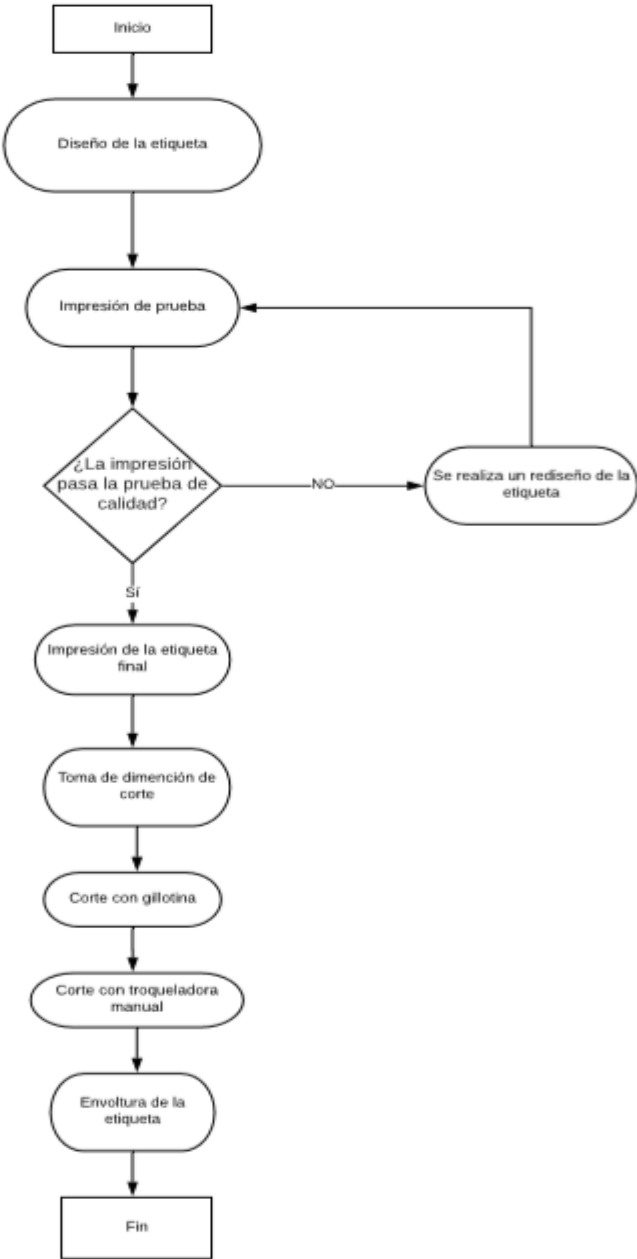 Inicio
Diseño de la etiqueta
Impresión de prueba
¿La impresión
pasa la prueba de
calidad?
NO
Se realiza un rediseño de la
etiqueta
Sí
Impresión de la etiqueta
final
Toma de dimención de
corte
Corte con gillotina
Corte con troqueladora
manual
Envoltura de la
etiqueta
Fin